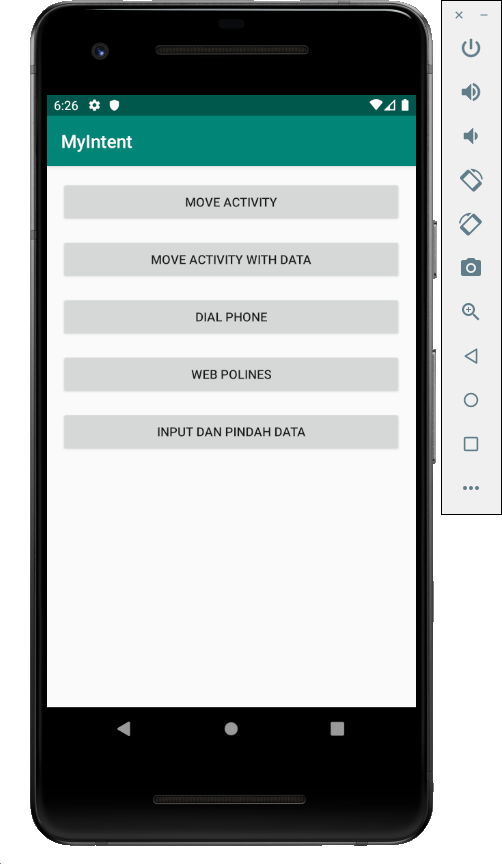 6:26
MyIntent
MOVE ACTIVITY
MOVE ACTIVITY WITH DATA
DIAL PHONE
WEB POLINES
INPUT DAN PINDAH DATA